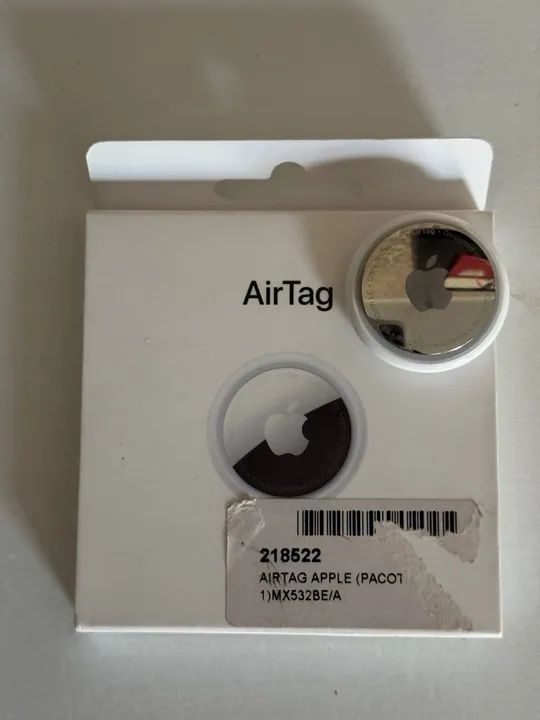 AirTag
218522
AIRTAG APPLE (PACOT
1)MX532BE/A